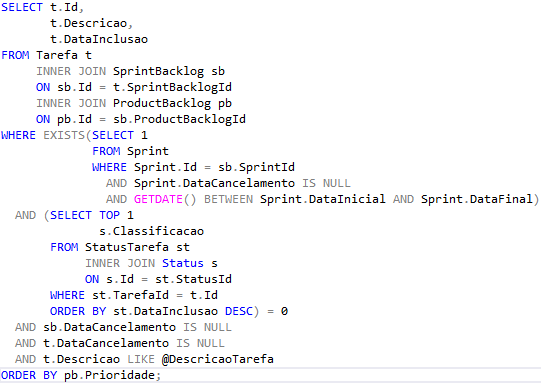 SELECT t.Id,
       t.Descricao,
       t.DataInclusao
FROM Tarefa t
     INNER JOIN SprintBacklog sb
     ON sb.Id = t.SprintBacklogId
     INNER JOIN ProductBacklog pb
     ON pb.Id = sb.ProductBacklogId
WHERE EXISTS(SELECT 1
             FROM Sprint
             WHERE Sprint.Id = sb.SprintId
               AND Sprint.DataCancelamento IS NULL
               AND GETDATE() BETWEEN Sprint.DataInicial AND Sprint.DataFinal)
  AND (SELECT TOP 1
              s.Classificacao
       FROM StatusTarefa st
            INNER JOIN Status s
            ON s.Id = st.StatusId
       WHERE st.TarefaId = t.Id
       ORDER BY st.DataInclusao DESC) = 0
  AND sb.DataCancelamento IS NULL
  AND t.DataCancelamento IS NULL
  AND t.Descricao LIKE @DescricaoTarefa
ORDER BY pb.Prioridade;